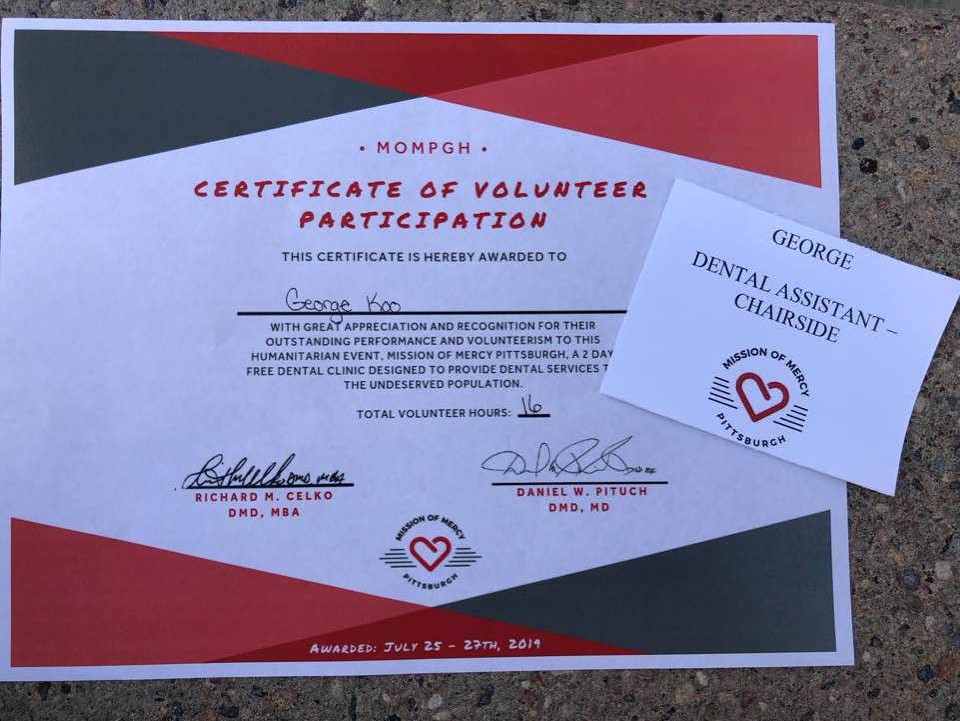 • MOMPGH •
CERTIFICATE OF VOLUNTEER
PARTICIPATION
THIS CERTIFICATE IS HEREBY AWARDED TO
George Koo
WITH GREAT APPRECIATION AND RECOGNITION FOR THEIR
OUTSTANDING PERFORMANCE AND VOLUNTEERISM TO THIS
HUMANITARIAN EVENT, MISSION OF MERCY PITTSBURGH, A 2 DAY
FREE DENTAL CLINIC DESIGNED TO PROVIDE DENTAL SERVICES T
THE UNDESERVED POPULATION.
TOTAL VOLUNTEER HOURS: 16
RICHARD M. CELKO
DMD, MBA
DANIEL W. PITUCH
DMD, MD
MISSION OF MERCY
PITTSBURGH
AWARDED: JULY 25 - 27TH, 2019
GEORGE
DENTAL ASSISTANT –
CHAIRSIDE
MISSION OF MERCY
PITTSBURGH